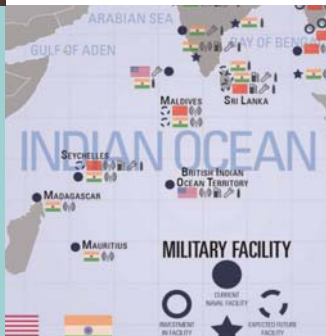 ARABIAN SEA
GULF OF ADEN
BAY OF BENGAL
MALDIVES
SRI LANKA
INDIAN OCEAN
SEYCHELLES
BRITISH INDIAN
OCEAN TERRITORY
MADAGASCAR
MAURITIUS
MILITARY FACILITY
CURRENT
NAVAL FACILITY
INVESTMENT
IN FACILITY
EXPECTED FUTURE
FACILITY